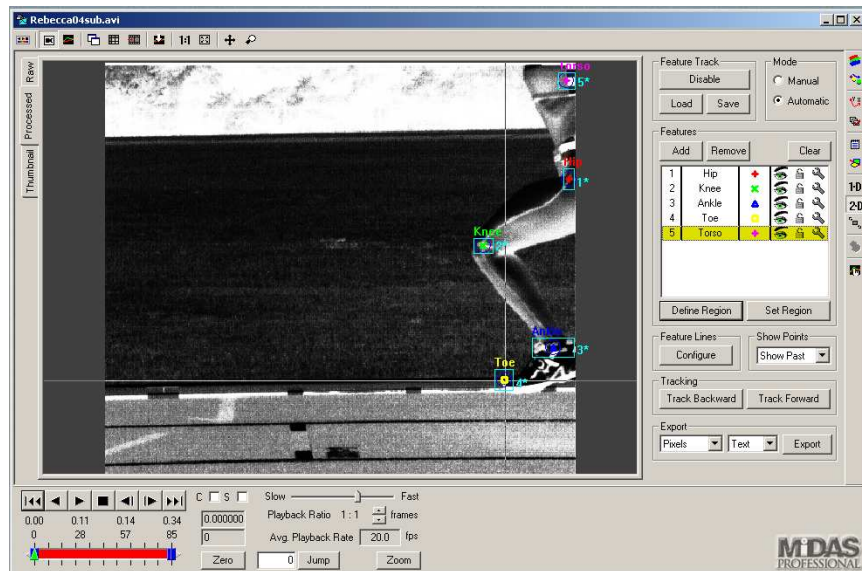 Rebecca04sub.avi
1:1
Raw
Processed
Thumbnail
Torso
5*
Hip
1*
Knee
2*
Ankle
3*
Toe
4*
Feature Track
Disable
Load Save
Mode
Manual
Automatic
Features
Add Remove Clear
1 Hip
2 Knee
3 Ankle
4 Toe
5 Torso
Define Region Set Region
Feature Lines
Configure
Show Points
Show Past
Tracking
Track Backward Track Forward
Export
Pixels Text Export
1-D
2-D
C S Slow Fast
0.00 0.11 0.14 0.34
0 28 57 85
0.000000
0
Playback Ratio 1 : 1 frames
Avg. Playback Rate 20.0 fps
Zero 0 Jump Zoom
MiDAS
PROFESSIONAL